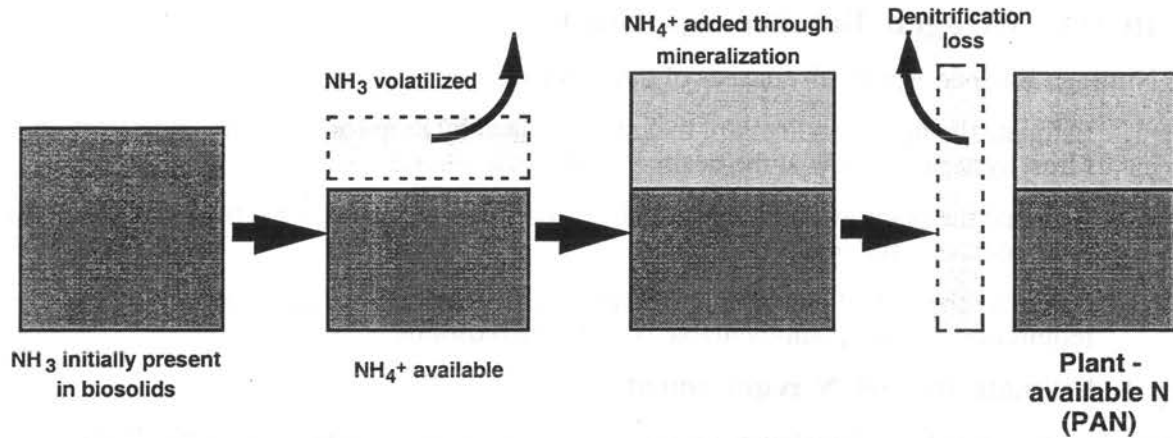 NH₃ initially present
in biosolids
NH₃ volatilized
NH₄⁺ available
NH₄⁺ added through
mineralization
Denitrification
loss
Plant -
available N
(PAN)